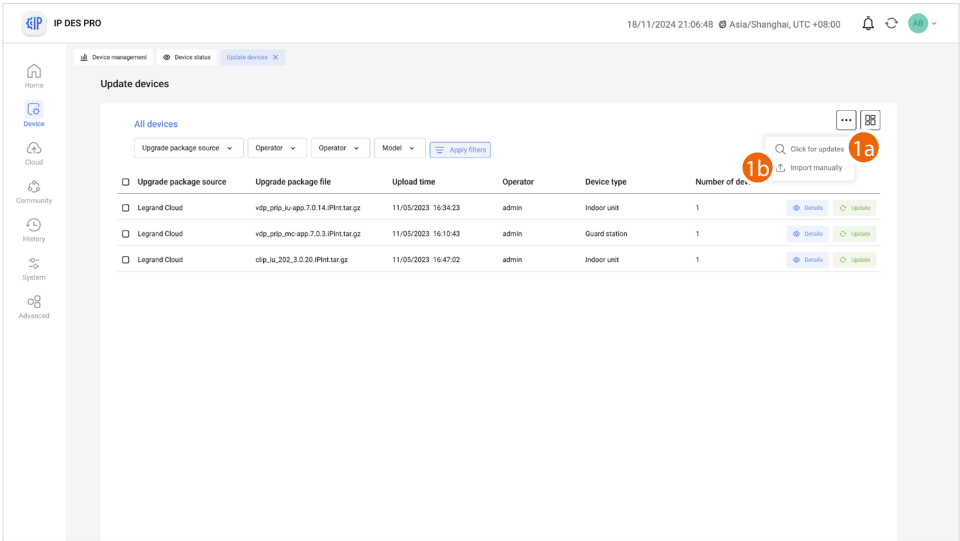 IP IP DES PRO 18/11/2024 21:06:48 Asia/Shanghai, UTC +08:00 AB
Device management Device status Update devices X
Home
Device
Cloud
Community
History
System
Advanced
Update devices
All devices
Upgrade package source Operator Operator Model Apply filters
Click for updates 1a
1b Import manually
Upgrade package source Upgrade package file Upload time Operator Device type Number of dev
Legrand Cloud vdp_prip_iu-app.7.0.14.IPInt.tar.gz 11/05/2023 16:34:23 admin Indoor unit 1 Details Update
Legrand Cloud vdp_prip_mc-app.7.0.3.iPint.tar.gz 11/05/2023 16:10:43 admin Guard station 1 Details Update
Legrand Cloud clip_iu_202_3.0.20.IPInt.tar.gz 11/05/2023 16:47:02 admin Indoor unit 1 Details Update